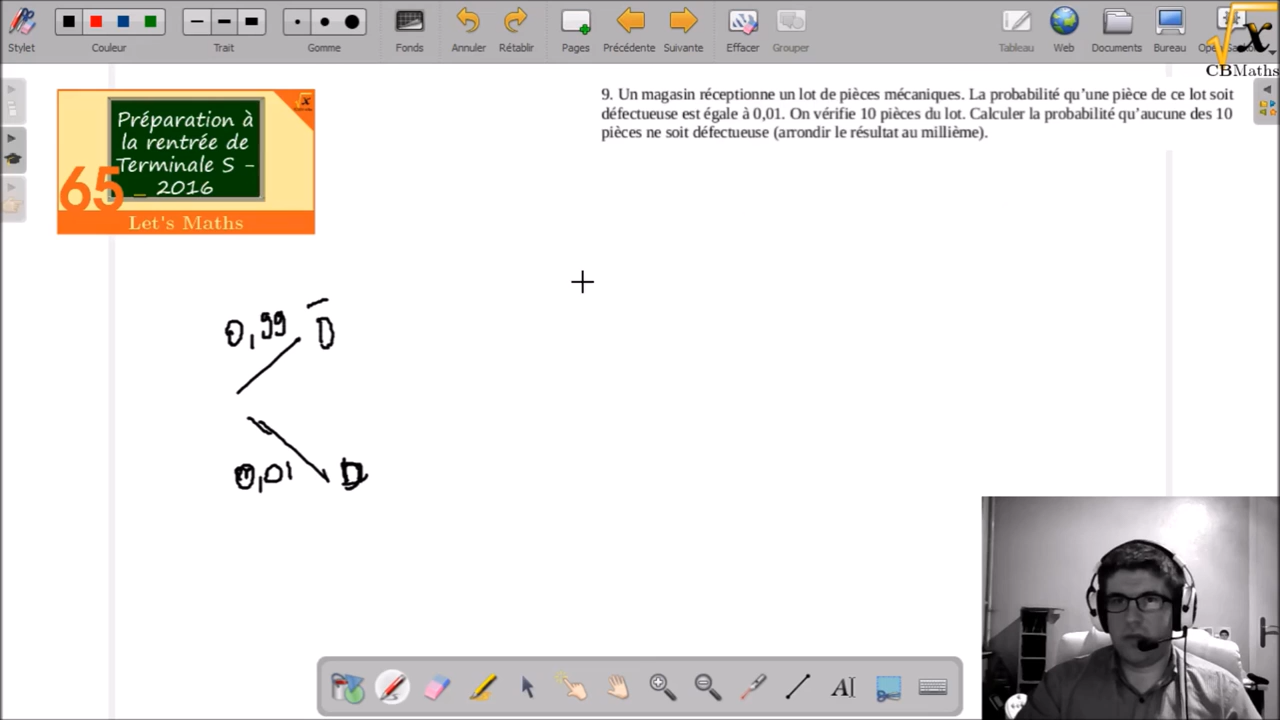 Stylet
Couleur
Trait
Gomme
Fonds
Annuler
Rétablir
Pages
Précédente
Suivante
Effacer
Grouper
Tableau
Web
Documents
Bureau
CBMaths
Préparation à
la rentrée de
Terminale S -
2016
65
Let's Maths
9. Un magasin réceptionne un lot de pièces mécaniques. La probabilité qu'une pièce de ce lot soit
défectueuse est égale à 0,01. On vérifie 10 pièces du lot. Calculer la probabilité qu'aucune des 10
pièces ne soit défectueuse (arrondir le résultat au millième).
0,99 D̅
0,01 D